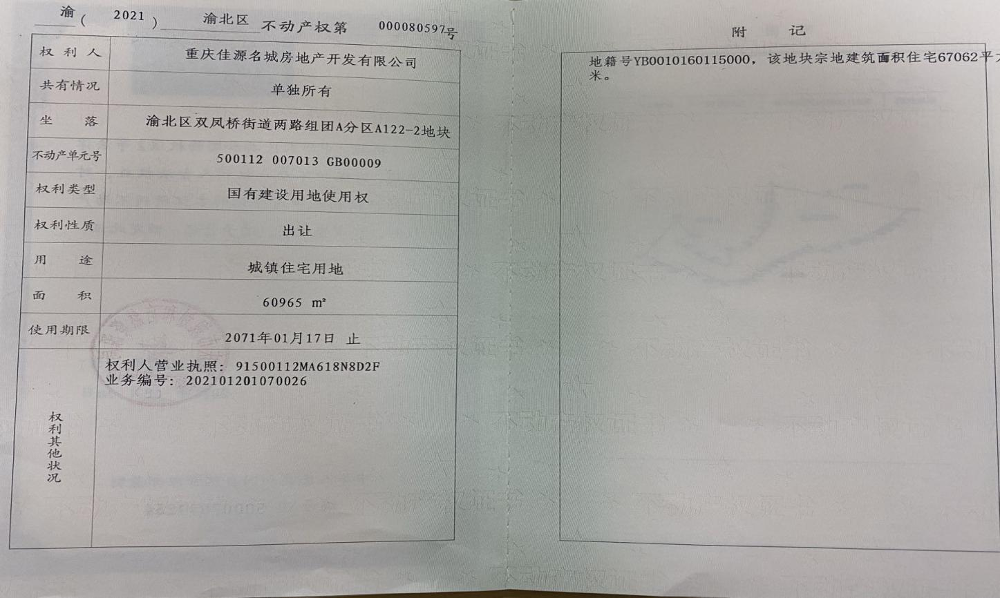 渝（2021）渝北区不动产权第000080597号
权利人 重庆佳源名城房地产开发有限公司
共有情况 单独所有
坐落 渝北区双凤桥街道两路组团A分区A122-2地块
不动产单元号 500112 007013 GB00009
权利类型 国有建设用地使用权
权利性质 出让
用途 城镇住宅用地
面积 60965 m²
使用期限 2071年01月17日 止
权利其他状况
权利人营业执照：91500112MA618N8D2F
业务编号：202101201070026
附记
地籍号YB0010160115000，该地块宗地建筑面积住宅67062平
米。